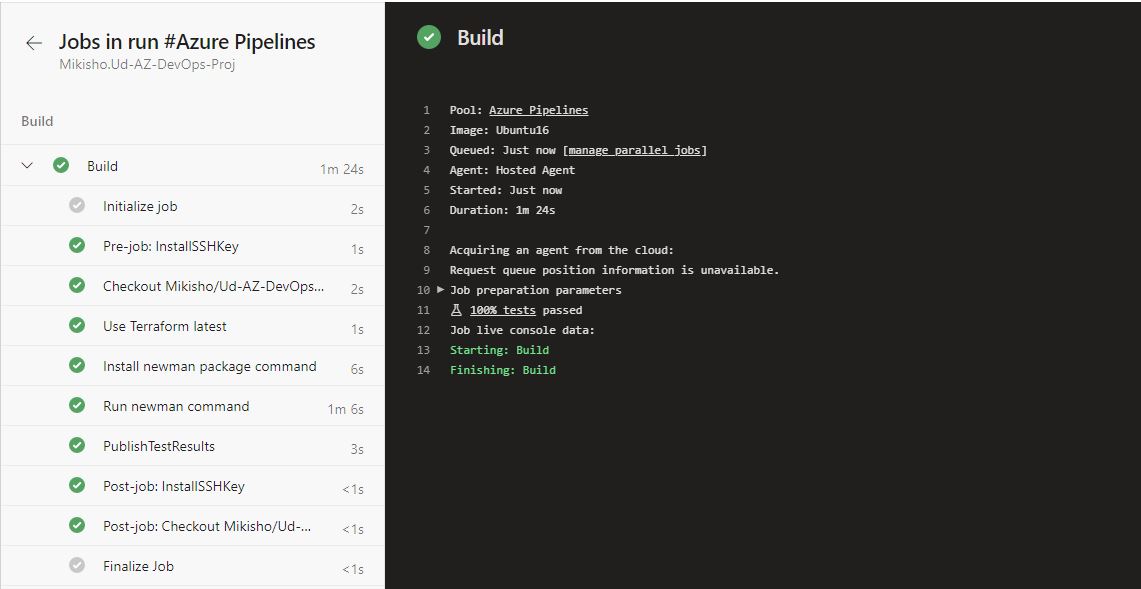 Jobs in run #Azure Pipelines
Mikisho.Ud-AZ-DevOps-Proj
Build
Build 1m 24s
Initialize job 2s
Pre-job: InstallSSHKey 1s
Checkout Mikisho/Ud-AZ-DevOps... 2s
Use Terraform latest 1s
Install newman package command 6s
Run newman command 1m 6s
PublishTestResults 3s
Post-job: InstallSSHKey <1s
Post-job: Checkout Mikisho/Ud-... <1s
Finalize Job <1s
Build
1 Pool: Azure Pipelines
2 Image: Ubuntu16
3 Queued: Just now [manage parallel jobs]
4 Agent: Hosted Agent
5 Started: Just now
6 Duration: 1m 24s
7
8 Acquiring an agent from the cloud:
9 Request queue position information is unavailable.
10 Job preparation parameters
11 100% tests passed
12 Job live console data:
13 Starting: Build
14 Finishing: Build